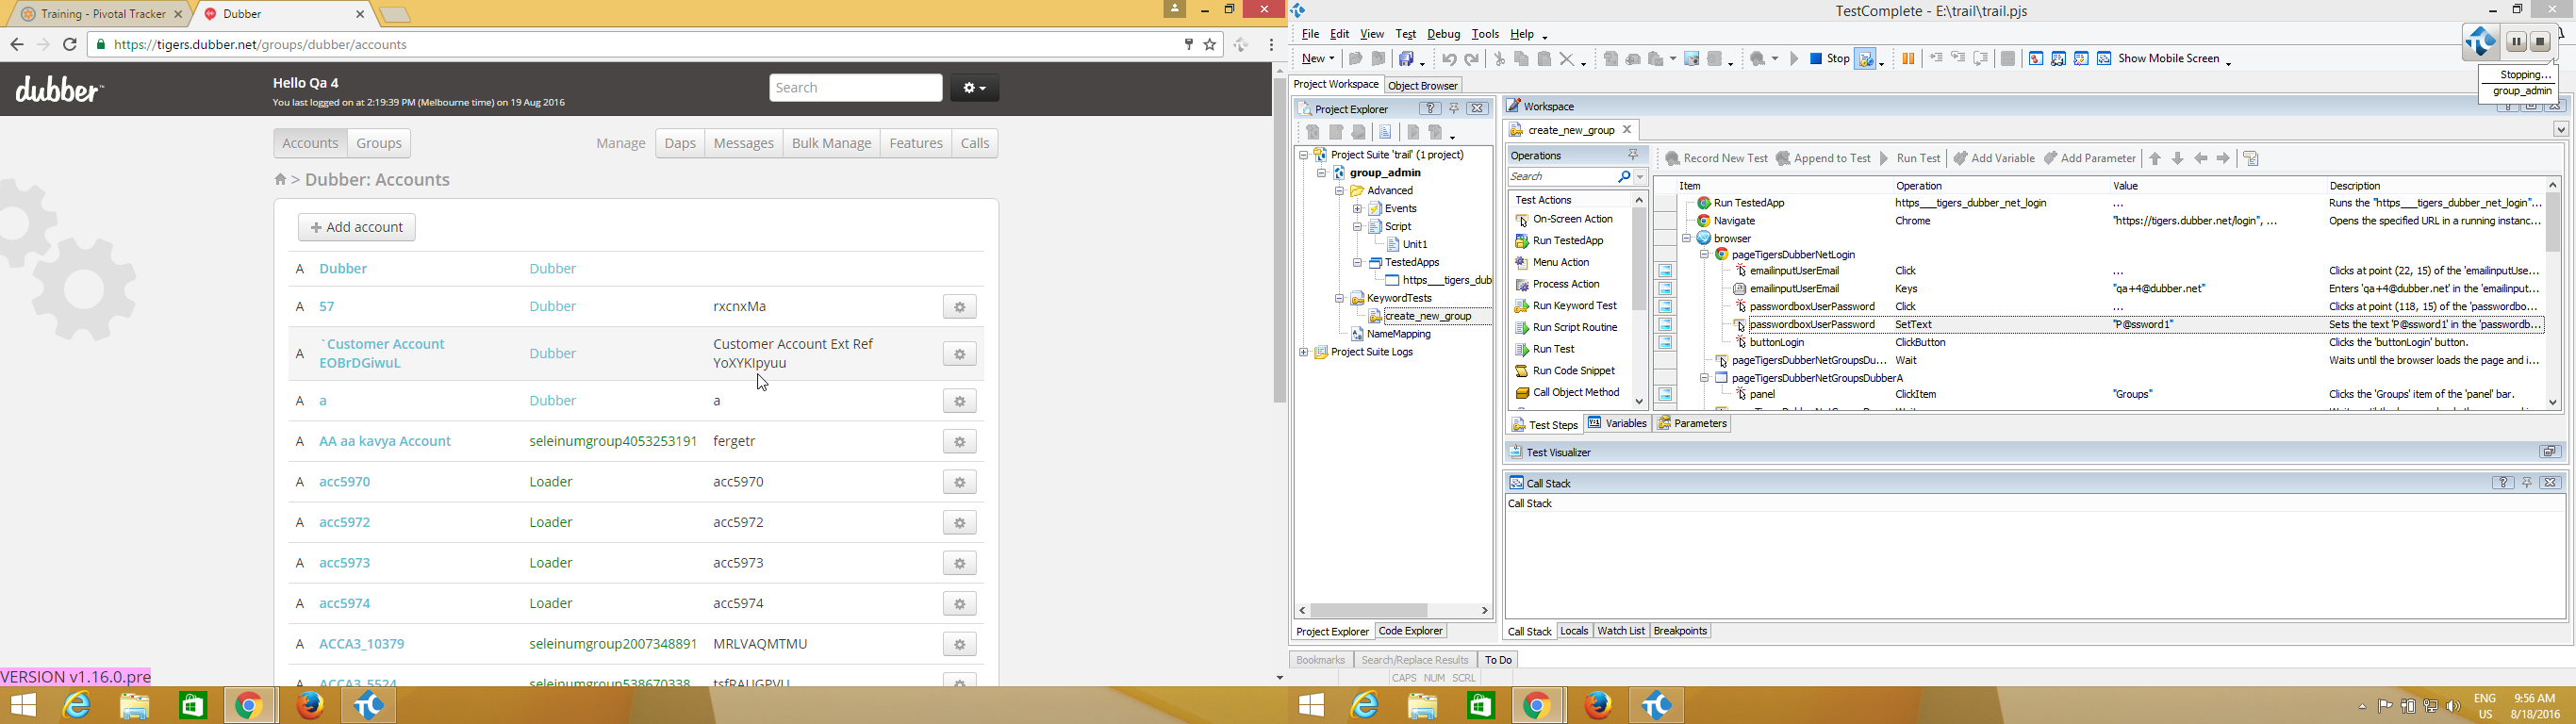 Training - Pivotal Tracker
Dubber
https://tigers.dubber.net/groups/dubber/accounts
dubber
Hello Qa 4
You last logged on at 2:19:39 PM (Melbourne time) on 19 Aug 2016
Search
Accounts
Groups
Manage
Daps
Messages
Bulk Manage
Features
Calls
> Dubber: Accounts
+ Add account
A Dubber Dubber
A 57 Dubber rxcnxMa
A `Customer Account EOBrDGiwuL Dubber Customer Account Ext Ref YoXYKIpyuu
A a Dubber a
A AA aa kavya Account seleinumgroup4053253191 fergetr
A acc5970 Loader acc5970
A acc5972 Loader acc5972
A acc5973 Loader acc5973
A acc5974 Loader acc5974
A ACCA3_10379 seleinumgroup2007348891 MRLVAQMTMU
A ACCA3_5524 seleinumgroup538670338 tsfRAUGPVU
VERSION v1.16.0.pre
TestComplete - E:\trail\trail.pjs
File Edit View Test Debug Tools Help
New
Stop
Show Mobile Screen
Stopping...
group_admin
Project Workspace
Object Browser
Project Explorer
Project Suite 'trail' (1 project)
group_admin
Advanced
Events
Script
Unit1
TestedApps
https___tigers_dub
KeywordTests
create_new_group
NameMapping
Project Suite Logs
Project Explorer
Code Explorer
Workspace
create_new_group
Operations
Search
Test Actions
On-Screen Action
Run TestedApp
Menu Action
Process Action
Run Keyword Test
Run Script Routine
Run Test
Run Code Snippet
Call Object Method
Record New Test
Append to Test
Run Test
Add Variable
Add Parameter
Item Operation Value Description
Run TestedApp https___tigers_dubber_net_login ... Runs the "https___tigers_dubber_net_login"...
Navigate Chrome "https://tigers.dubber.net/login", ... Opens the specified URL in a running instanc...
browser
pageTigersDubberNetLogin
emailinputUserEmail Click ... Clicks at point (22, 15) of the 'emailinputUse...
emailinputUserEmail Keys "qa+4@dubber.net" Enters 'qa+4@dubber.net' in the 'emailinput...
passwordboxUserPassword Click ... Clicks at point (118, 15) of the 'passwordbo...
passwordboxUserPassword SetText "P@ssword1" Sets the text 'P@ssword1' in the 'passwordb...
buttonLogin ClickButton Clicks the 'buttonLogin' button.
pageTigersDubberNetGroupsDu... Wait Waits until the browser loads the page and i...
pageTigersDubberNetGroupsDubberA
panel ClickItem "Groups" Clicks the 'Groups' item of the 'panel' bar.
Test Steps
Variables
Parameters
Test Visualizer
Call Stack
Call Stack
Call Stack
Locals
Watch List
Breakpoints
Bookmarks
Search/Replace Results
To Do
CAPS NUM SCRL
ENG
US
9:56 AM
8/18/2016